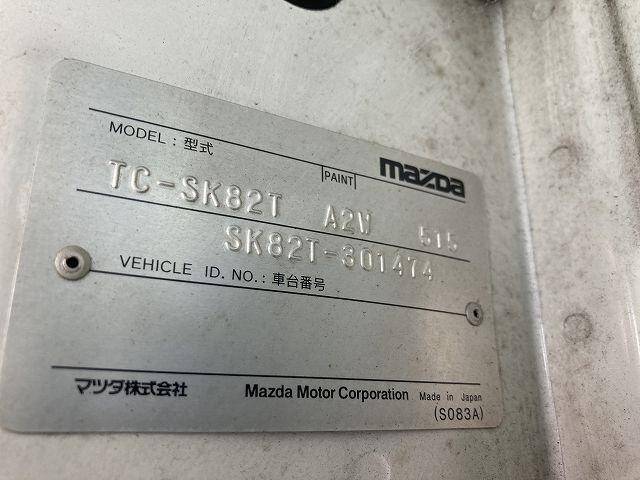 MODEL : 型式
PAINT
mazda
TC-SK82T A2W 515
SK82T-301474
VEHICLE ID. NO. : 車台番号
マツダ株式会社 Mazda Motor Corporation Made in Japan
(S083A)